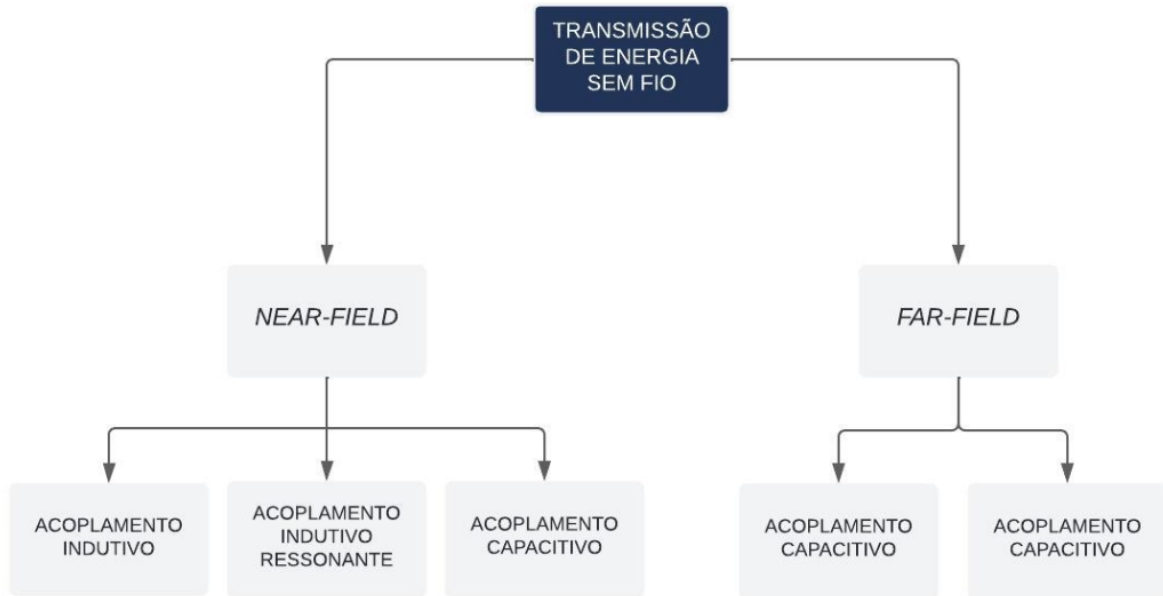 TRANSMISSÃO
DE ENERGIA
SEM FIO
NEAR-FIELD
FAR-FIELD
ACOPLAMENTO
INDUTIVO
ACOPLAMENTO
INDUTIVO
RESSONANTE
ACOPLAMENTO
CAPACITIVO
ACOPLAMENTO
CAPACITIVO
ACOPLAMENTO
CAPACITIVO